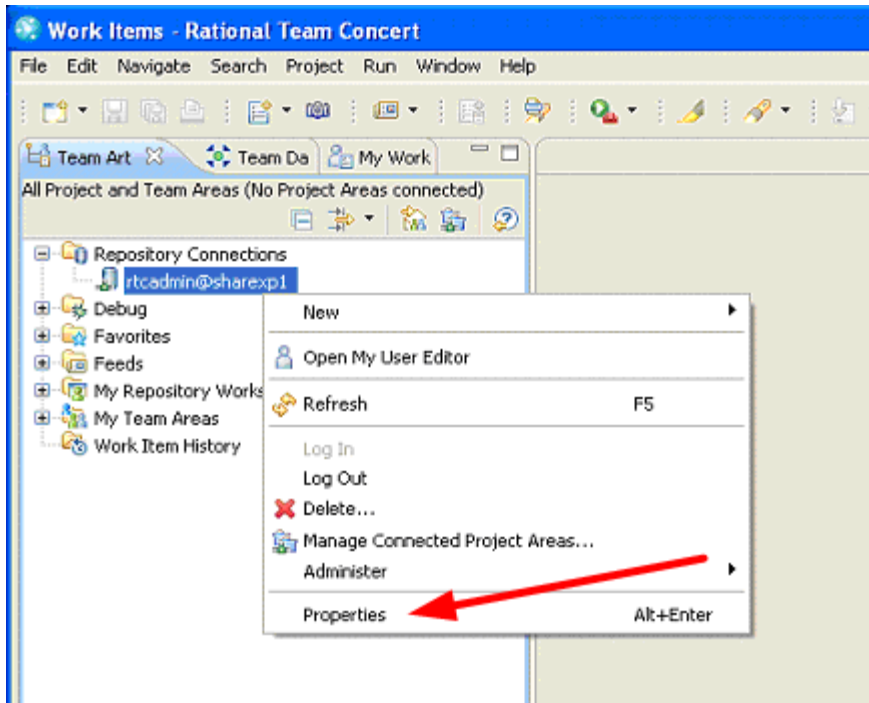 Work Items - Rational Team Concert
File Edit Navigate Search Project Run Window Help
Team Art Team Da My Work
All Project and Team Areas (No Project Areas connected)
Repository Connections
rtcadmin@sharexp1
Debug
Favorites
Feeds
My Repository Works
My Team Areas
Work Item History
New
Open My User Editor
Refresh F5
Log In
Log Out
Delete...
Manage Connected Project Areas...
Administer
Properties Alt+Enter